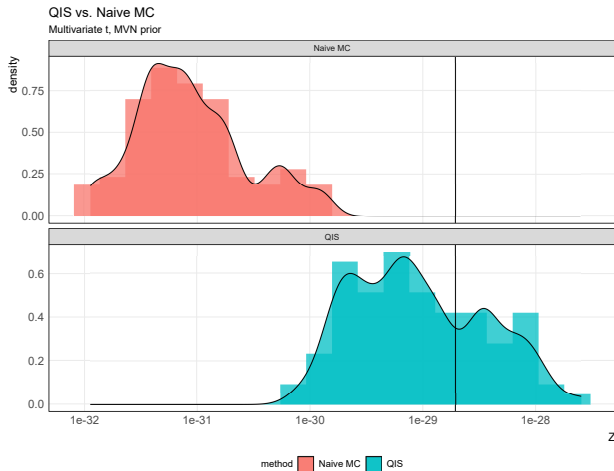 QIS vs. Naive MC
Multivariate t, MVN prior
Naive MC
density
0.75
0.50
0.25
0.00
QIS
0.6
0.4
0.2
0.0
1e-32 1e-31 1e-30 1e-29 1e-28
Z
method Naive MC QIS